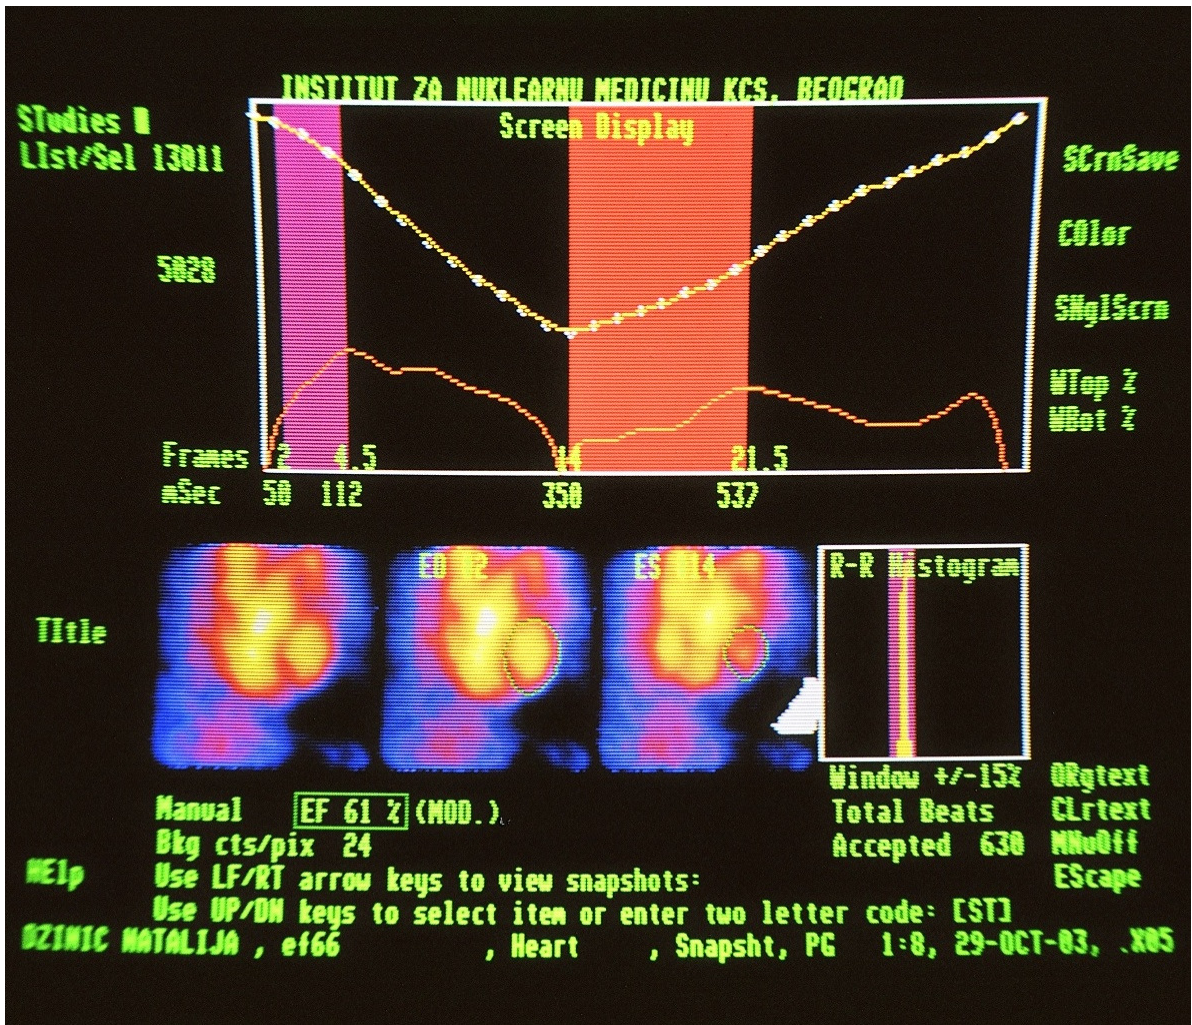 INSTITUT ZA NUKLEARNU MEDICINU KCS, BEOGRAD
STudies
LIst/Sel 13011
Screen Display
SCrnSave
COlor
5028
SNglScrn
WTop %
WBot %
Frames 2 4.5 14 21.5
mSec 50 112 350 537
ED #2
ES #14
R-R Histogram
TItle
Window +/-15%
ORgtext
Manual EF 61 % (MOD.)
Total Beats
CLrtext
Bkg cts/pix 24
Accepted 630
MNuOff
HElp
Use LF/RT arrow keys to view snapshots:
EScape
Use UP/DN keys to select item or enter two letter code: [ST]
DZINIC NATALIJA , ef66 , Heart , Snapsht, PG 1:8, 29-OCT-03, .X05